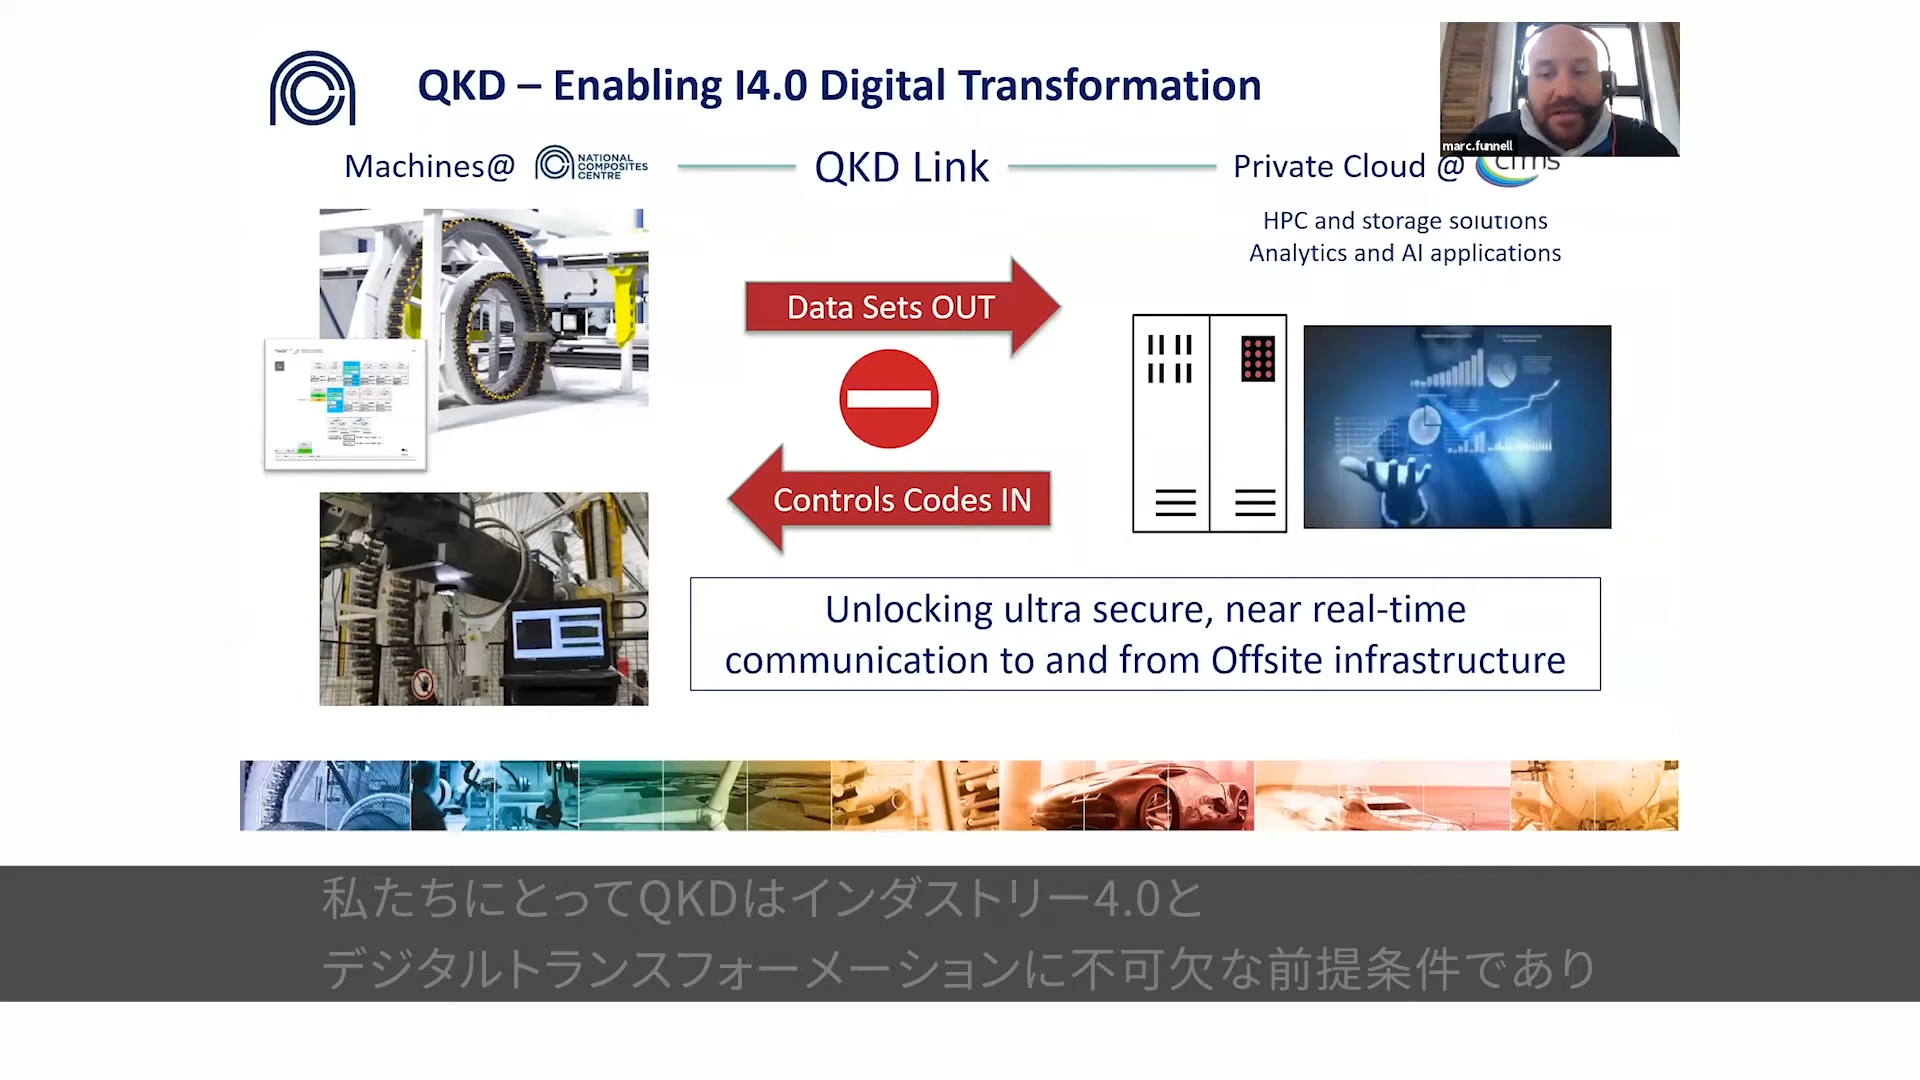 QKD – Enabling I4.0 Digital Transformation
marc.funnell
Machines@ NATIONAL COMPOSITES CENTRE
QKD Link
Private Cloud @ cfms
HPC and storage solutions
Analytics and AI applications
Data Sets OUT
Controls Codes IN
Unlocking ultra secure, near real-time
communication to and from Offsite infrastructure
私たちにとってQKDはインダストリー4.0と
デジタルトランスフォーメーションに不可欠な前提条件であり